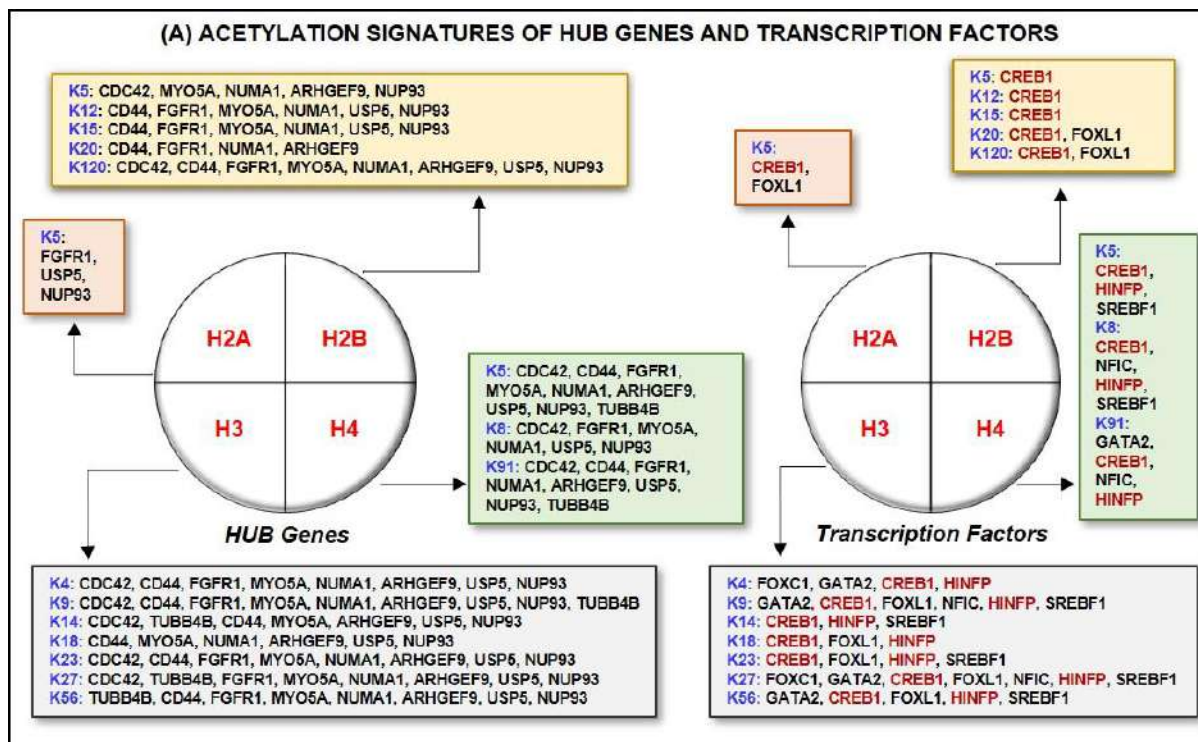 (A) ACETYLATION SIGNATURES OF HUB GENES AND TRANSCRIPTION FACTORS
K5: CDC42, MYO5A, NUMA1, ARHGEF9, NUP93
K12: CD44, FGFR1, MYO5A, NUMA1, USP5, NUP93
K15: CD44, FGFR1, MYO5A, NUMA1, USP5, NUP93
K20: CD44, FGFR1, NUMA1, ARHGEF9
K120: CDC42, CD44, FGFR1, MYO5A, NUMA1, ARHGEF9, USP5, NUP93
K5:
FGFR1,
USP5,
NUP93
H2A
H2B
H3
H4
HUB Genes
K5: CDC42, CD44, FGFR1,
MYO5A, NUMA1, ARHGEF9,
USP5, NUP93, TUBB4B
K8: CDC42, FGFR1, MYO5A,
NUMA1, USP5, NUP93
K91: CDC42, CD44, FGFR1,
NUMA1, ARHGEF9, USP5,
NUP93, TUBB4B
K4: CDC42, CD44, FGFR1, MYO5A, NUMA1, ARHGEF9, USP5, NUP93
K9: CDC42, CD44, FGFR1, MYO5A, NUMA1, ARHGEF9, USP5, NUP93, TUBB4B
K14: CDC42, TUBB4B, CD44, MYO5A, ARHGEF9, USP5, NUP93
K18: CD44, MYO5A, NUMA1, ARHGEF9, USP5, NUP93
K23: CDC42, CD44, FGFR1, MYO5A, NUMA1, ARHGEF9, USP5, NUP93
K27: CDC42, TUBB4B, FGFR1, MYO5A, NUMA1, ARHGEF9, USP5, NUP93
K56: TUBB4B, CD44, FGFR1, MYO5A, NUMA1, ARHGEF9, USP5, NUP93
K5:
CREB1,
FOXL1
K5: CREB1
K12: CREB1
K15: CREB1
K20: CREB1, FOXL1
K120: CREB1, FOXL1
H2A
H2B
H3
H4
Transcription Factors
K5:
CREB1,
HINFP,
SREBF1
K8:
CREB1,
NFIC,
HINFP,
SREBF1
K91:
GATA2,
CREB1,
NFIC,
HINFP
K4: FOXC1, GATA2, CREB1, HINFP
K9: GATA2, CREB1, FOXL1, NFIC, HINFP, SREBF1
K14: CREB1, HINFP, SREBF1
K18: CREB1, FOXL1, HINFP
K23: CREB1, FOXL1, HINFP, SREBF1
K27: FOXC1, GATA2, CREB1, FOXL1, NFIC, HINFP, SREBF1
K56: GATA2, CREB1, FOXL1, HINFP, SREBF1